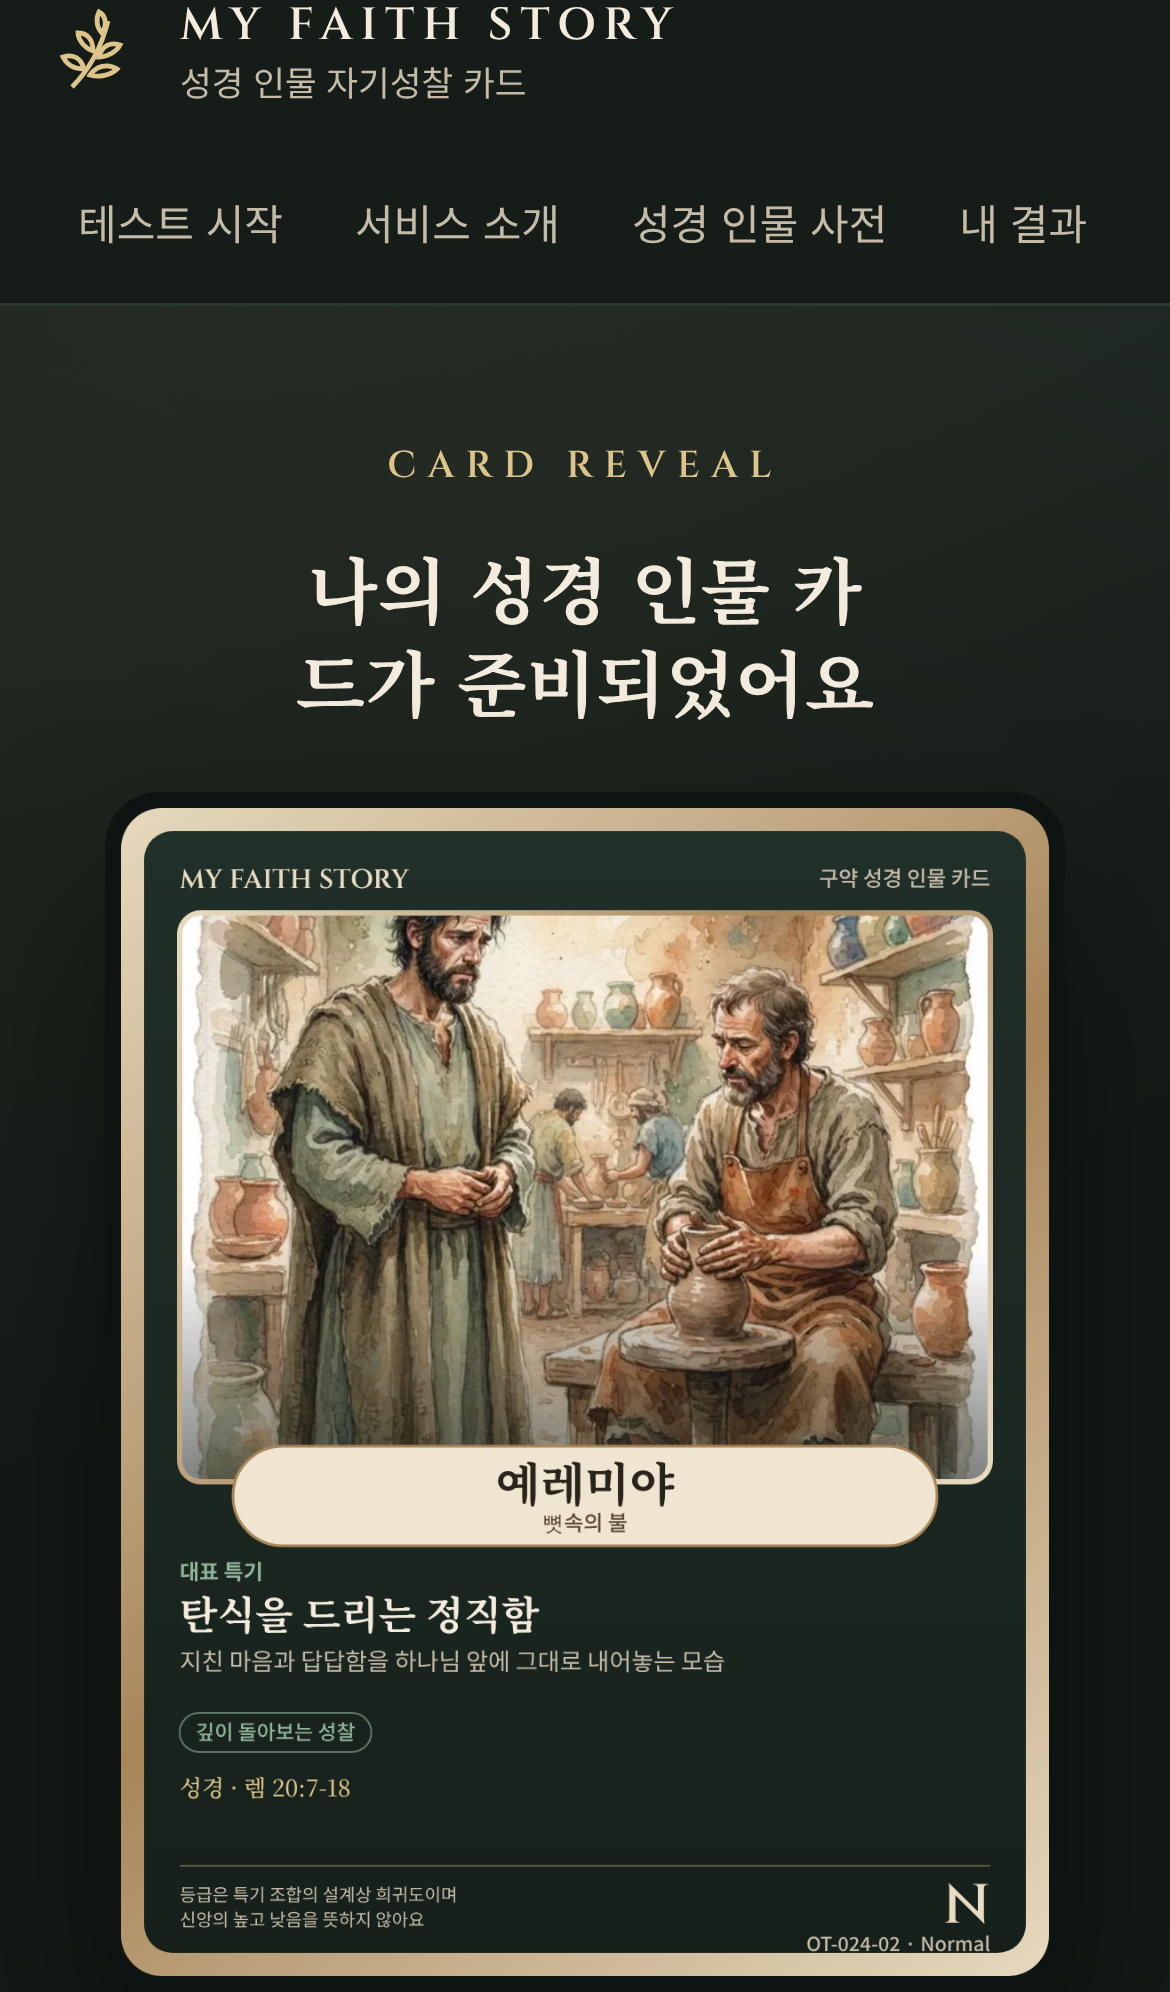 MY FAITH STORY
성경 인물 자기성찰 카드
테스트 시작 서비스 소개 성경 인물 사전 내 결과
CARD REVEAL
나의 성경 인물 카
드가 준비되었어요
MY FAITH STORY 구약 성경 인물 카드
예레미야
뼛속의 불
대표 특기
탄식을 드리는 정직함
지친 마음과 답답함을 하나님 앞에 그대로 내어놓는 모습
깊이 돌아보는 성찰
성경 · 렘 20:7-18
등급은 특기 조합의 설계상 희귀도이며
신앙의 높고 낮음을 뜻하지 않아요
N
OT-024-02 · Normal